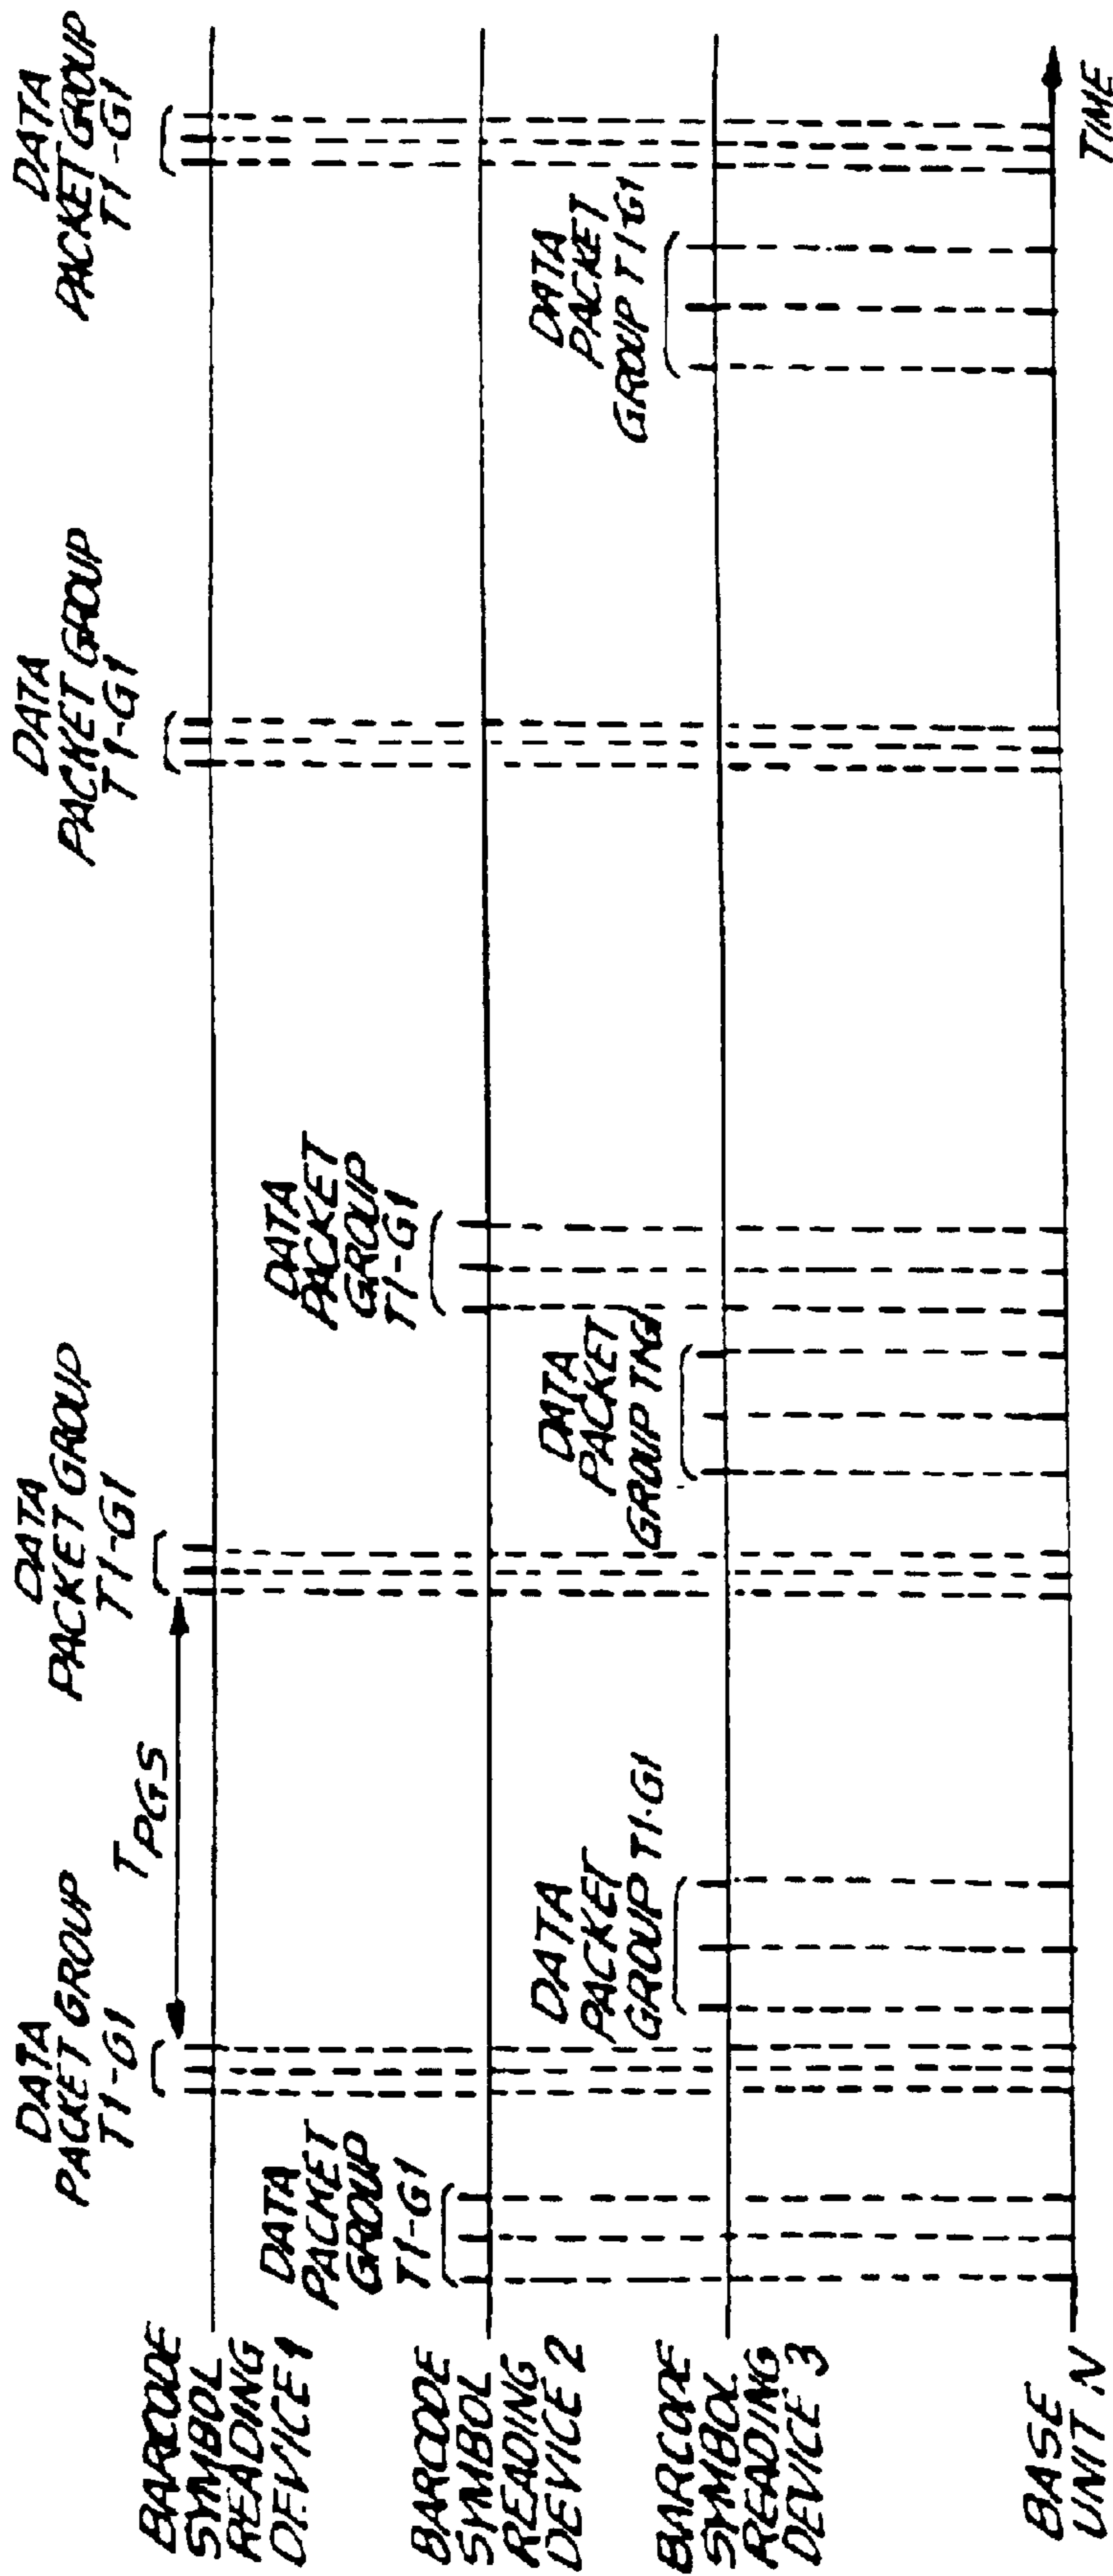 DATA
PACKET GROUP
T1-G1
DATA
PACKET GROUP
T1-G1
DATA
PACKET GROUP
T1-G1
DATA
PACKET GROUP
T1-G1
TPGS
BARCODE
SYMBOL
READING
DEVICE 1
DATA
PACKET
GROUP
T1-G1
DATA
PACKET
GROUP
T1-G1
BARCODE
SYMBOL
READING
DEVICE 2
DATA
PACKET
GROUP T1-G1
DATA
PACKET
GROUP
DATA
PACKET
GROUP T1-G1
BARCODE
SYMBOL
READING
DEVICE 3
BASE
UNIT N
TIME